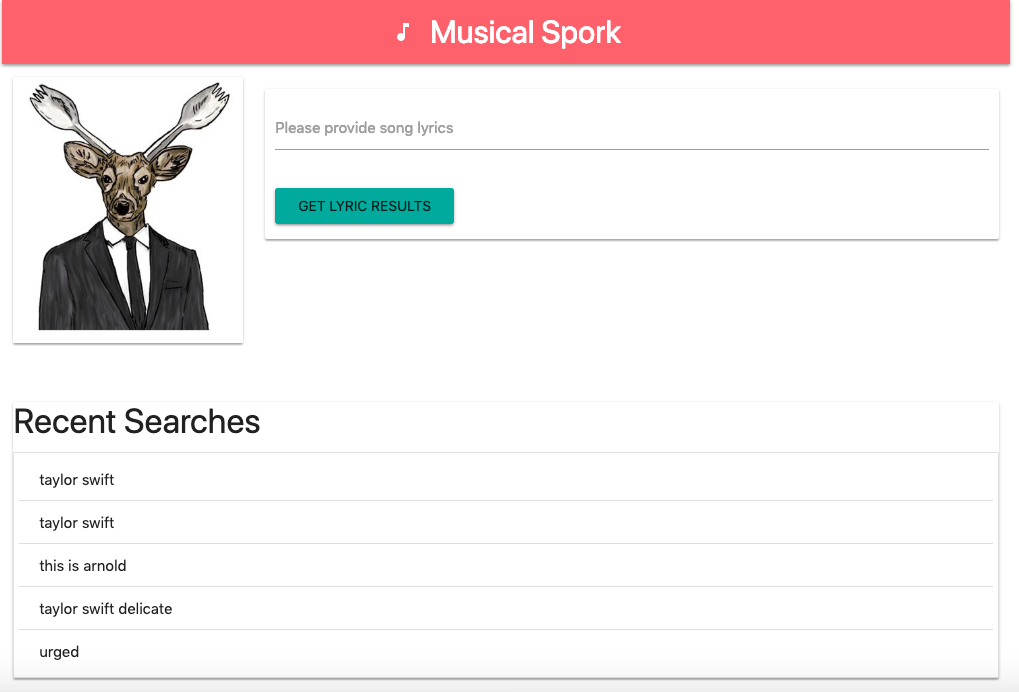 Musical Spork
Please provide song lyrics
GET LYRIC RESULTS
Recent Searches
taylor swift
taylor swift
this is arnold
taylor swift delicate
urged